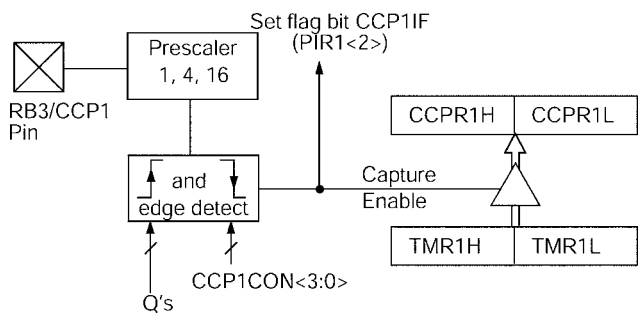 Set flag bit CCP1IF
(PIR1<2>)
Prescaler
1, 4, 16
RB3/CCP1
Pin
CCPR1H
CCPR1L
and
edge detect
Capture
Enable
TMR1H
TMR1L
CCP1CON<3:0>
Q's